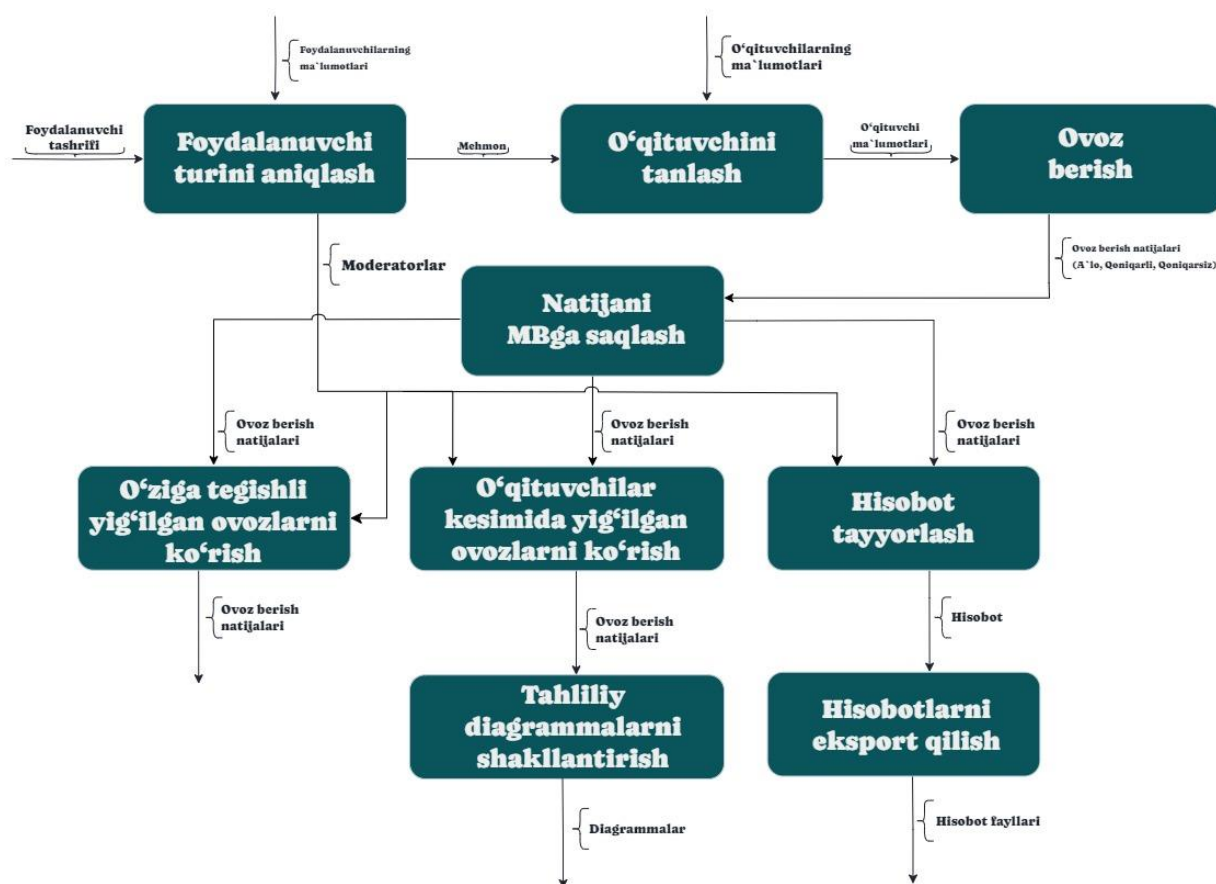 Foydalanuvchilarning
ma`lumotlari
O‘qituvchilarning
ma`lumotlari
Foydalanuvchi
tashrifi
Foydalanuvchi
turini aniqlash
Mehmon
O‘qituvchini
tanlash
O‘qituvchi
ma`lumotlari
Ovoz
berish
Moderatorlar
Ovoz berish natijalari
(A`lo, Qoniqarli, Qoniqarsiz)
Natijani
MBga saqlash
Ovoz berish
natijalari
Ovoz berish
natijalari
Ovoz berish
natijalari
O‘ziga tegishli
yig‘ilgan ovozlarni
ko‘rish
O‘qituvchilar
kesimida yig‘ilgan
ovozlarni ko‘rish
Hisobot
tayyorlash
Ovoz berish
natijalari
Ovoz berish
natijalari
Hisobot
Tahliliy
diagrammalarni
shakllantirish
Hisobotlarni
eksport qilish
Diagrammalar
Hisobot fayllari